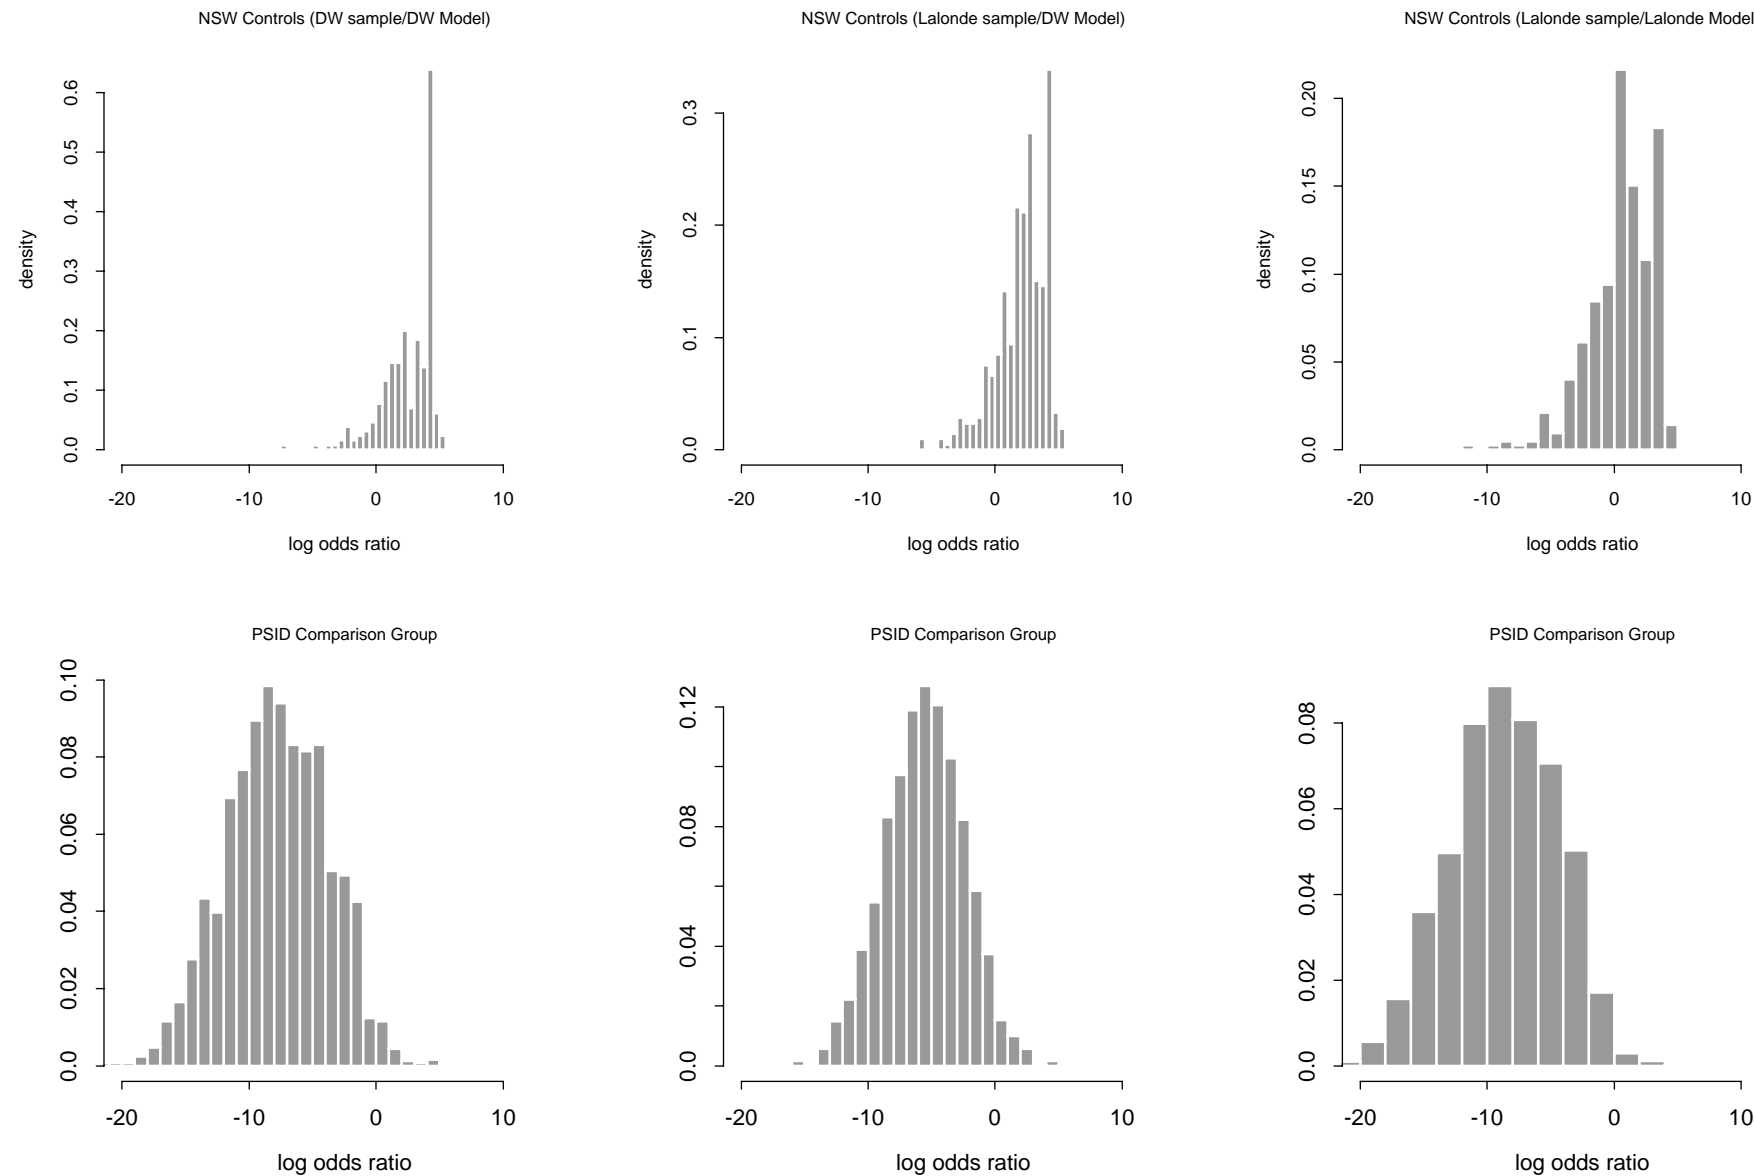 NSW Controls (DW sample/DW Model)
density
0.0 0.1 0.2 0.3 0.4 0.5 0.6
-20 -10 0 10
log odds ratio
NSW Controls (Lalonde sample/DW Model)
density
0.0 0.1 0.2 0.3
-20 -10 0 10
log odds ratio
NSW Controls (Lalonde sample/Lalonde Model
density
0.0 0.05 0.10 0.15 0.20
-20 -10 0 10
log odds ratio
PSID Comparison Group
0.0 0.02 0.04 0.06 0.08 0.10
-20 -10 0 10
log odds ratio
PSID Comparison Group
0.0 0.04 0.08 0.12
-20 -10 0 10
log odds ratio
PSID Comparison Group
0.0 0.02 0.04 0.06 0.08
-20 -10 0 10
log odds ratio